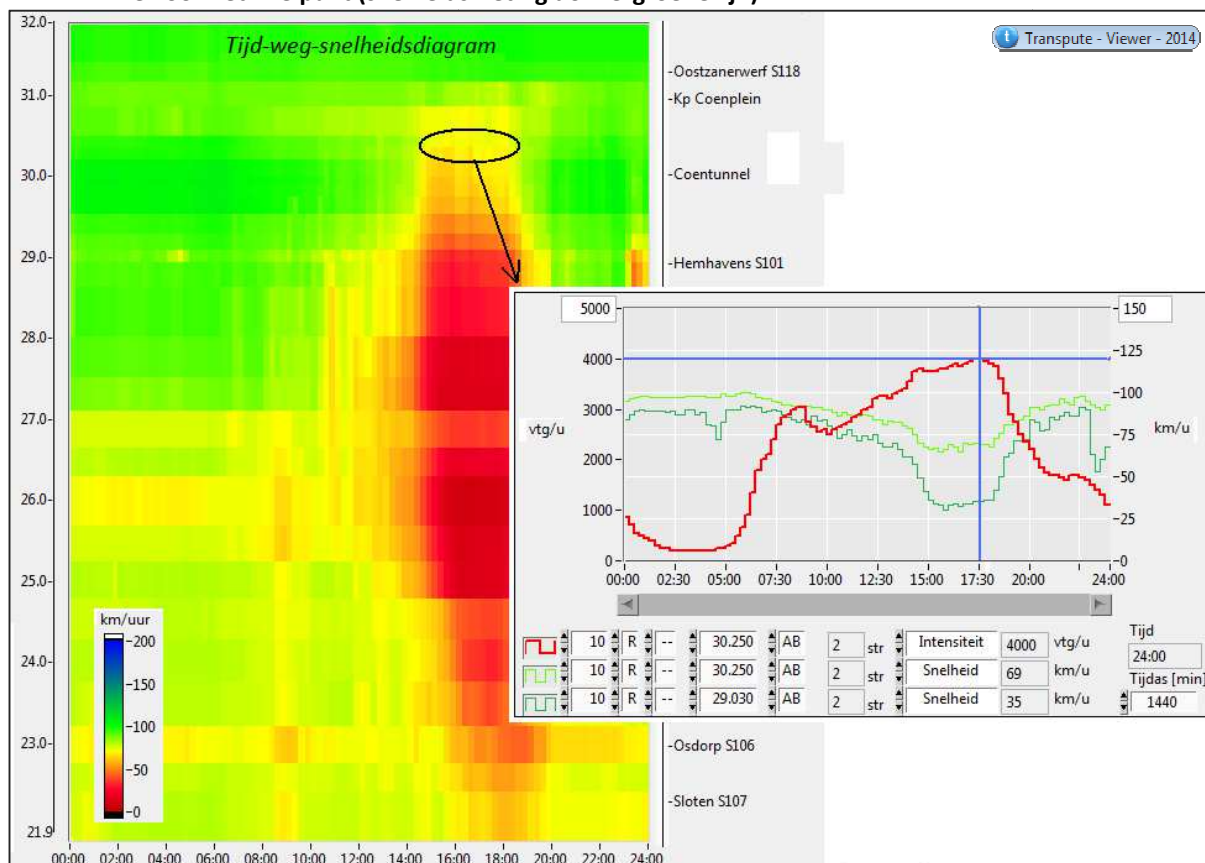 Tijd-weg-snelheidsdiagram
Transpute - Viewer - 2014
32.0-
31.0-
30.0-
29.0-
28.0-
27.0-
26.0-
25.0-
24.0-
23.0-
21.9
-Oostzanerwerf S118
-Kp Coenplein
-Coentunnel
-Hemhavens S101
-Osdorp S106
-Sloten S107
km/uur
-200
-150
-100
-50
-0
00:00 02:00 04:00 06:00 08:00 10:00 12:00 14:00 16:00 18:00 20:00 22:00 24:00
5000
4000
3000
vtg/u
2000
1000
0
150
-125
-100
km/u
-75
-50
-25
-0
00:00 02:30 05:00 07:30 10:00 12:30 15:00 17:30 20:00 24:00
10 R -- 30.250 AB 2 str Intensiteit 4000 vtg/u
10 R -- 30.250 AB 2 str Snelheid 69 km/u
10 R -- 29.030 AB 2 str Snelheid 35 km/u
Tijd
24:00
Tijdas [min]
1440